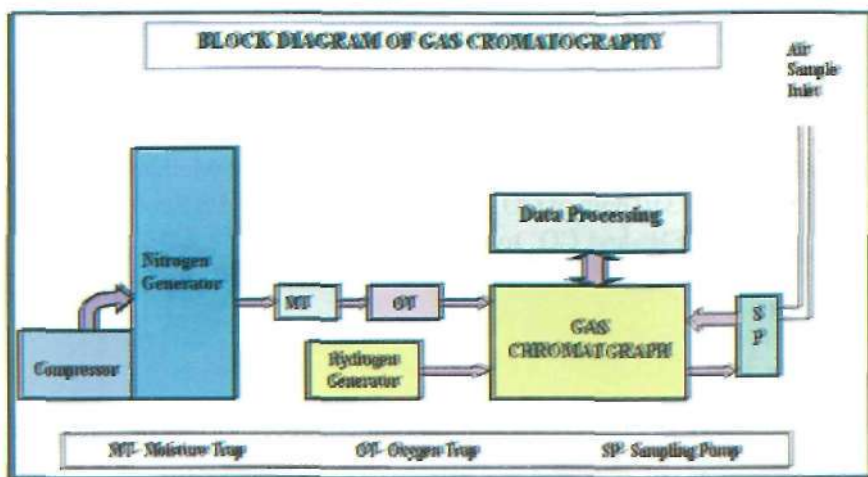 BLOCK DIAGRAM OF GAS CROMATOGRAPHY
Air
Sample
Inlet
Data Processing
Nitrogen
Generator
MT
OT
GAS
CHROMATGRAPH
S
P
Compressor
Hydrogen
Generator
MT- Moisture Trap
OT- Oxygen Trap
SP- Sampling Pump